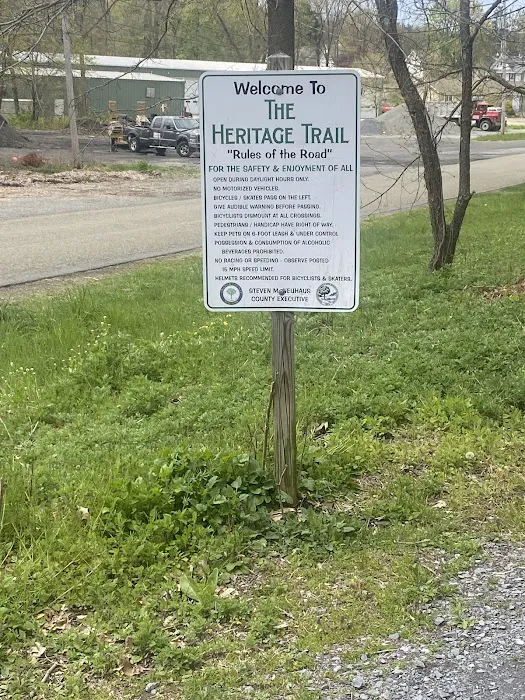 Welcome To
THE
HERITAGE TRAIL
"Rules of the Road"
FOR THE SAFETY & ENJOYMENT OF ALL
OPEN DURING DAYLIGHT HOURS ONLY.
NO MOTORIZED VEHICLES.
BICYCLES / SKATES PASS ON THE LEFT.
GIVE AUDIBLE WARNING BEFORE PASSING.
BICYCLISTS DISMOUNT AT ALL CROSSINGS.
PEDESTRIANS / HANDICAP HAVE RIGHT OF WAY.
KEEP PETS ON 6-FOOT LEASH & UNDER CONTROL
POSSESSION & CONSUMPTION OF ALCOHOLIC
BEVERAGES PROHIBITED.
NO RACING OR SPEEDING - OBSERVE POSTED
15 MPH SPEED LIMIT.
HELMETS RECOMMENDED FOR BICYCLISTS & SKATERS.
STEVEN M. NEUHAUS
COUNTY EXECUTIVE